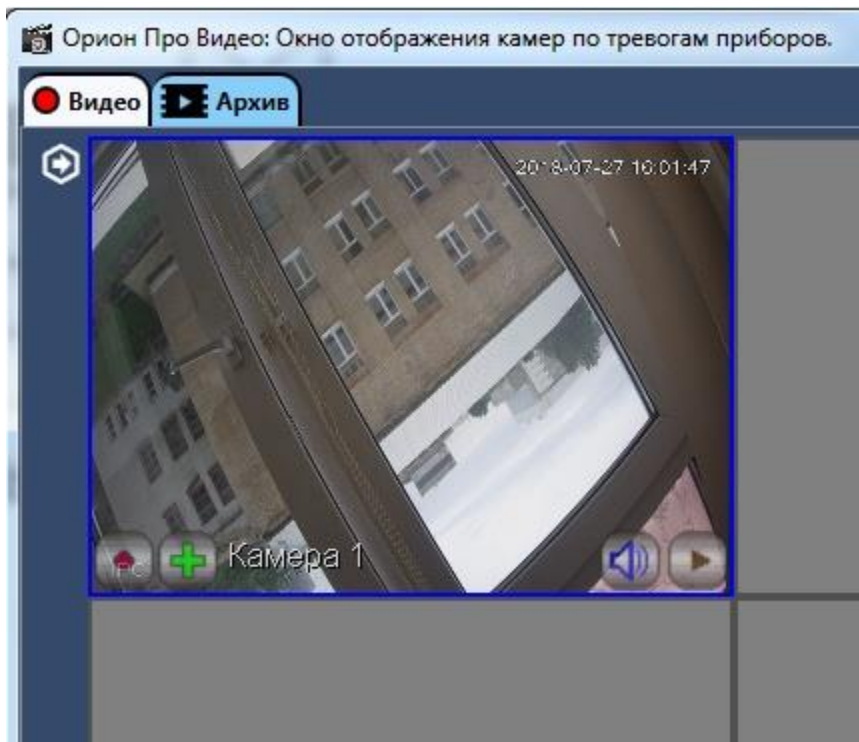 Орион Про Видео: Окно отображения камер по тревогам приборов.
Видео Архив
2018-07-27 16:01:47
PC Камера 1